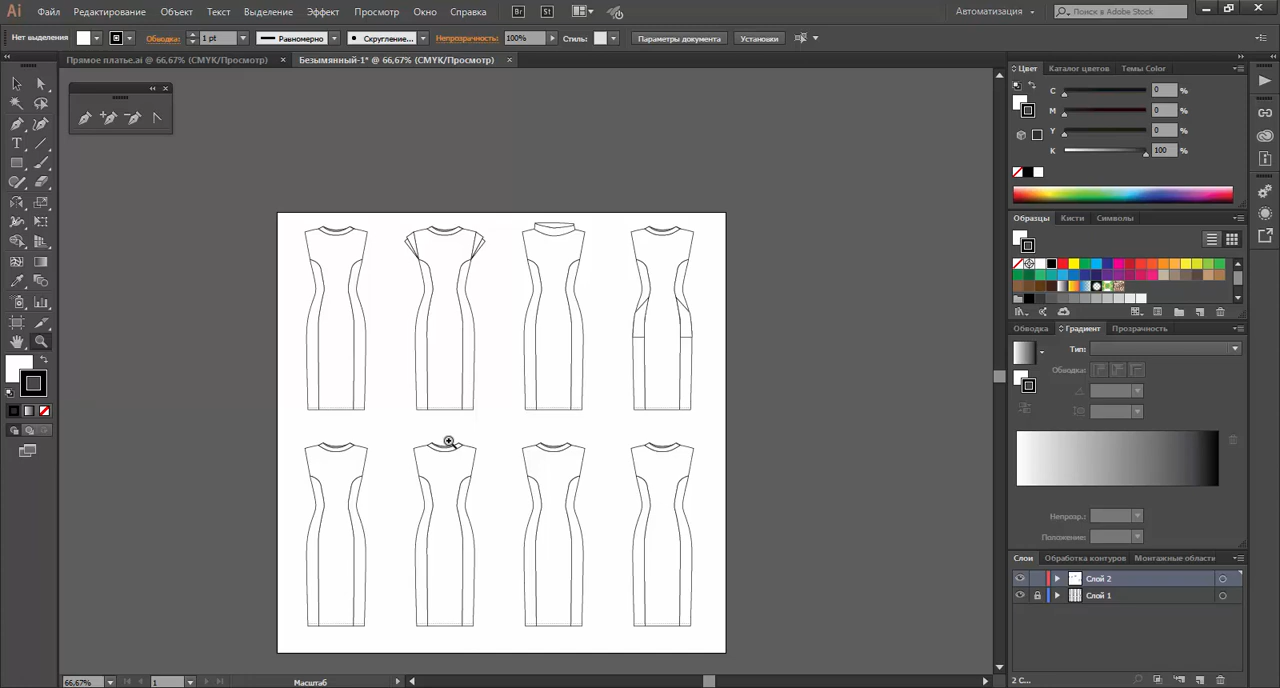 Ai Файл Редактирование Объект Текст Выделение Эффект Просмотр Окно Справка Br St Автоматизация Поиск в Adobe Stock
Нет выделения Обводка: 1 pt Равномерно Скругление... Непрозрачность: 100% Стиль: Параметры документа Установки
Прямое платье.ai @ 66,67% (CMYK/Просмотр) Безымянный-1* @ 66,67% (CMYK/Просмотр)
Цвет Каталог цветов Темы Color
C 0 %
M 0 %
Y 0 %
K 100 %
Образцы Кисти Символы
Обводка Градиент Прозрачность
Тип:
Обводка:
Непрозр.: %
Положение: %
Слои Обработка контуров Монтажные области
Слой 2
Слой 1
66,67% 1 Масштаб 2 С...